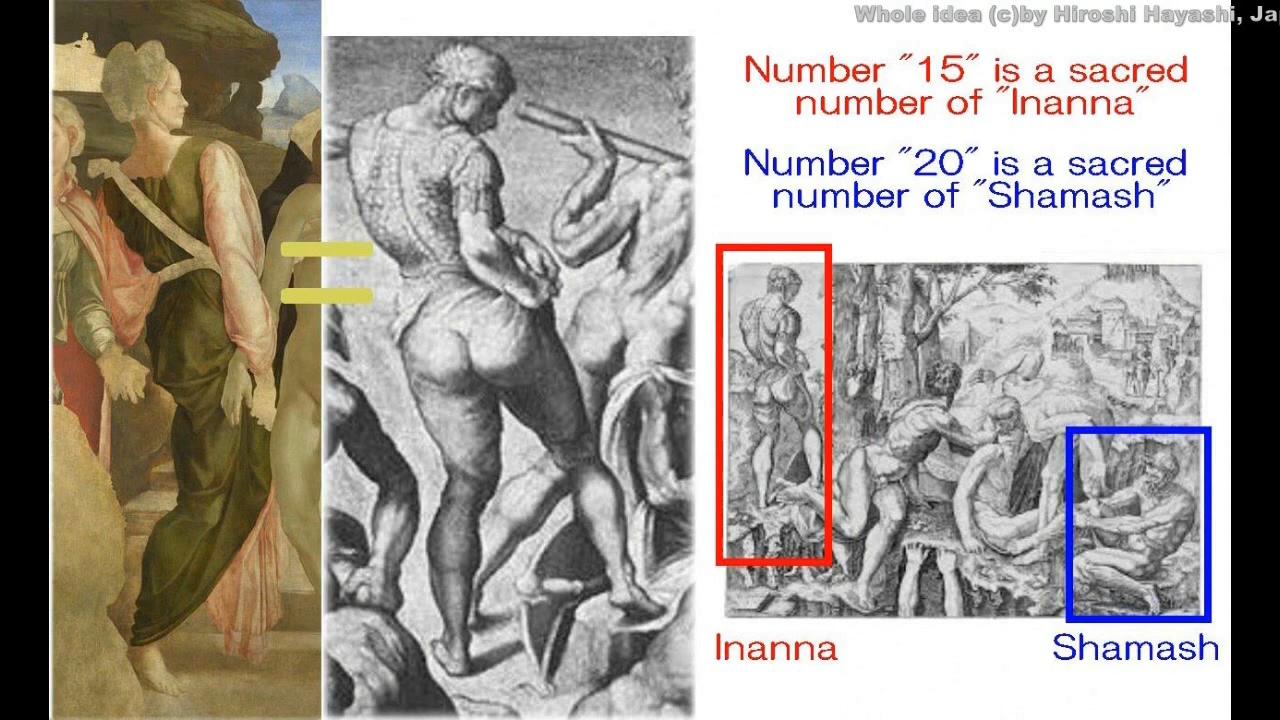 Whole idea (c)by Hiroshi Hayashi, Ja
Number "15" is a sacred
number of "Inanna"
Number "20" is a sacred
number of "Shamash"
Inanna
Shamash